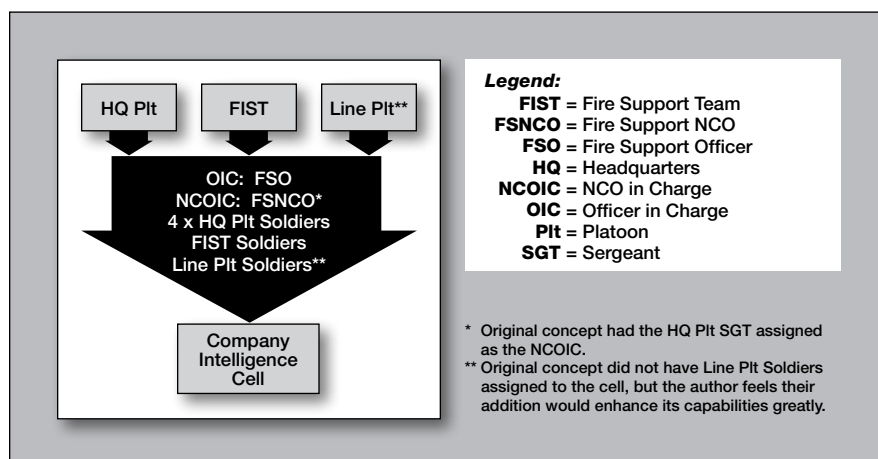 HQ Plt
FIST
Line Plt**
OIC: FSO
NCOIC: FSNCO*
4 x HQ Plt Soldiers
FIST Soldiers
Line Plt Soldiers**
Company
Intelligence
Cell
Legend:
FIST = Fire Support Team
FSNCO = Fire Support NCO
FSO = Fire Support Officer
HQ = Headquarters
NCOIC = NCO in Charge
OIC = Officer in Charge
Plt = Platoon
SGT = Sergeant
* Original concept had the HQ Plt SGT assigned
as the NCOIC.
** Original concept did not have Line Plt Soldiers
assigned to the cell, but the author feels their
addition would enhance its capabilities greatly.